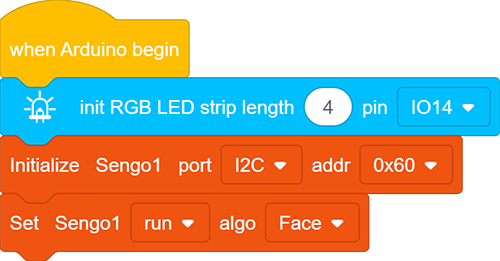 when Arduino begin
init RGB LED strip length 4 pin IO14
Initialize Sengo1 port I2C addr 0x60
Set Sengo1 run algo Face